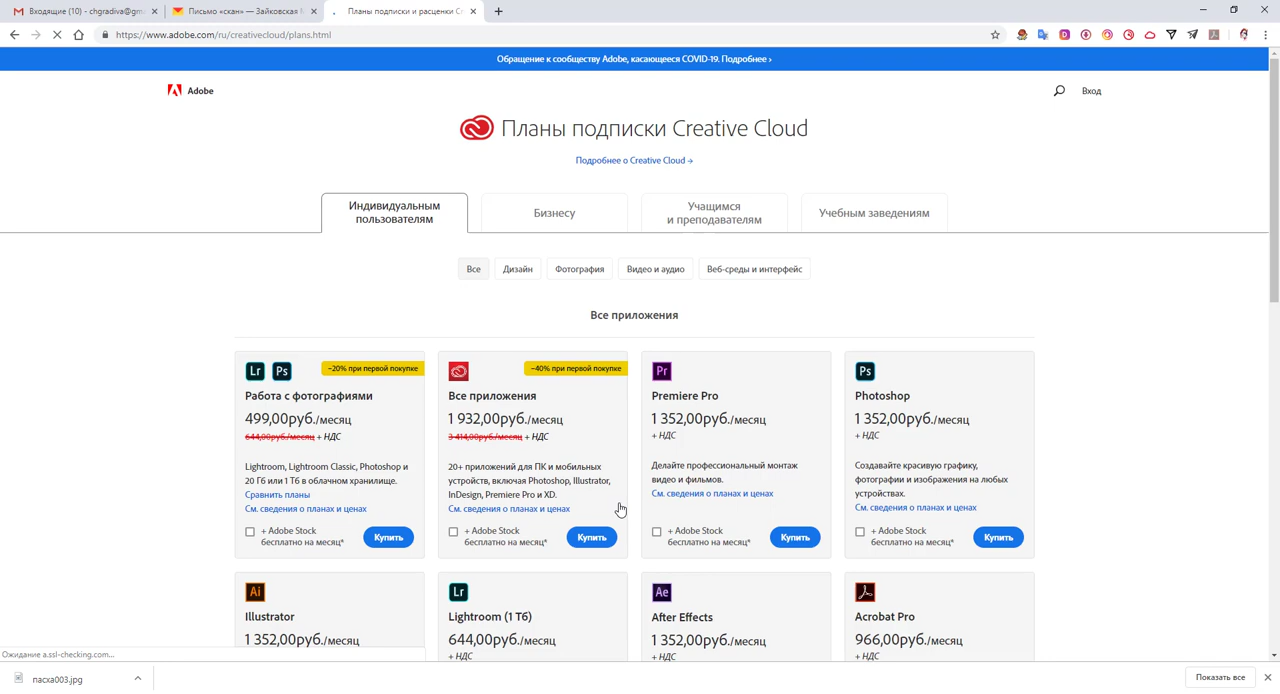 Входящие (10) - chgradiva@gm
Письмо «скан» — Зайковская М
Планы подписки и расценки C
https://www.adobe.com/ru/creativecloud/plans.html
Обращение к сообществу Adobe, касающееся COVID-19. Подробнее ›
Adobe
Вход
Планы подписки Creative Cloud
Подробнее о Creative Cloud →
Индивидуальным
пользователям
Бизнесу
Учащимся
и преподавателям
Учебным заведениям
Все
Дизайн
Фотография
Видео и аудио
Веб-среды и интерфейс
Все приложения
Lr Ps
–20% при первой покупке
Работа с фотографиями
499,00руб./месяц
644,00руб./месяц + НДС
Lightroom, Lightroom Classic, Photoshop и
20 Гб или 1 Тб в облачном хранилище.
Сравнить планы
См. сведения о планах и ценах
+ Adobe Stock
бесплатно на месяц*
Купить
–40% при первой покупке
Все приложения
1 932,00руб./месяц
3 414,00руб./месяц + НДС
20+ приложений для ПК и мобильных
устройств, включая Photoshop, Illustrator,
InDesign, Premiere Pro и XD.
См. сведения о планах и ценах
+ Adobe Stock
бесплатно на месяц*
Купить
Pr
Premiere Pro
1 352,00руб./месяц
+ НДС
Делайте профессиональный монтаж
видео и фильмов.
См. сведения о планах и ценах
+ Adobe Stock
бесплатно на месяц*
Купить
Ps
Photoshop
1 352,00руб./месяц
+ НДС
Создавайте красивую графику,
фотографии и изображения на любых
устройствах.
См. сведения о планах и ценах
+ Adobe Stock
бесплатно на месяц*
Купить
Ai
Illustrator
1 352,00руб./месяц
Lr
Lightroom (1 Тб)
644,00руб./месяц
+ НДС
Ae
After Effects
1 352,00руб./месяц
+ НДС
Acrobat Pro
966,00руб./месяц
+ НДС
Ожидание a.ssl-checking.com...
пасха003.jpg
Показать все